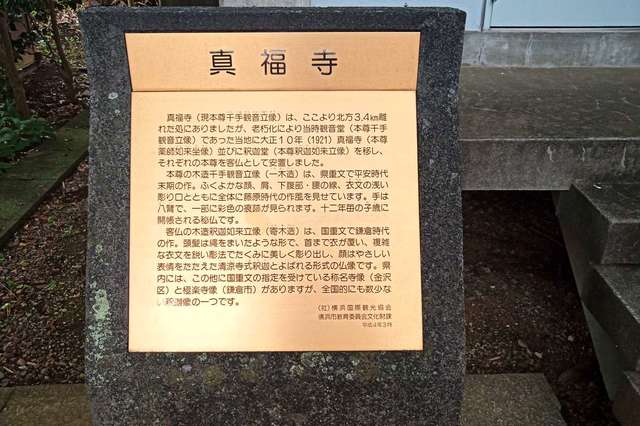 真福寺
真福寺（現本尊千手観音立像）は、ここより北方3.4㎞離
れた処にありましたが、老朽化により当時観音堂（本尊千手
観音立像）であった当地に大正１０年（1921）真福寺（本尊
薬師如来坐像）並びに釈迦堂（本尊釈迦如来立像）を移し、
それぞれの本尊を客仏として安置しました。
本尊の木造千手観音立像（一木造）は、県重文で平安時代
末期の作。ふくよかな顔、肩、下腹部・腰の線、衣文の浅い
彫り口とともに全体に藤原時代の作風を見せています。手は
八臂で、一部に彩色の痕跡が見られます。十二年毎の子歳に
開帳される秘仏です。
客仏の木造釈迦如来立像（寄木造）は、国重文で鎌倉時代
の作。頭髪は縄をまいたような形で、首まで衣が覆い、複雑
な衣文を鋭い彫法でたくみに美しく彫り出し、顔はやさしい
表情をたたえた清涼寺式釈迦とよばれる形式の仏像です。県
内には、この他に国重文の指定を受けている称名寺像（金沢
区）と極楽寺像（鎌倉市）がありますが、全国的にも数少な
い釈迦像の一つです。
（社）横浜国際観光協会
横浜市教育委員会文化財課
平成４年３月